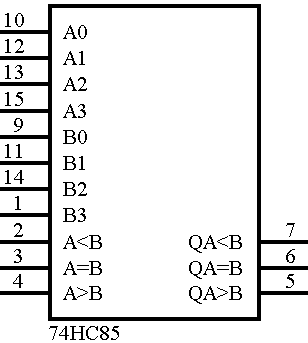 10 A0
12 A1
13 A2
15 A3
9 B0
11 B1
14 B2
1 B3
2 A<B QA<B 7
3 A=B QA=B 6
4 A>B QA>B 5
74HC85